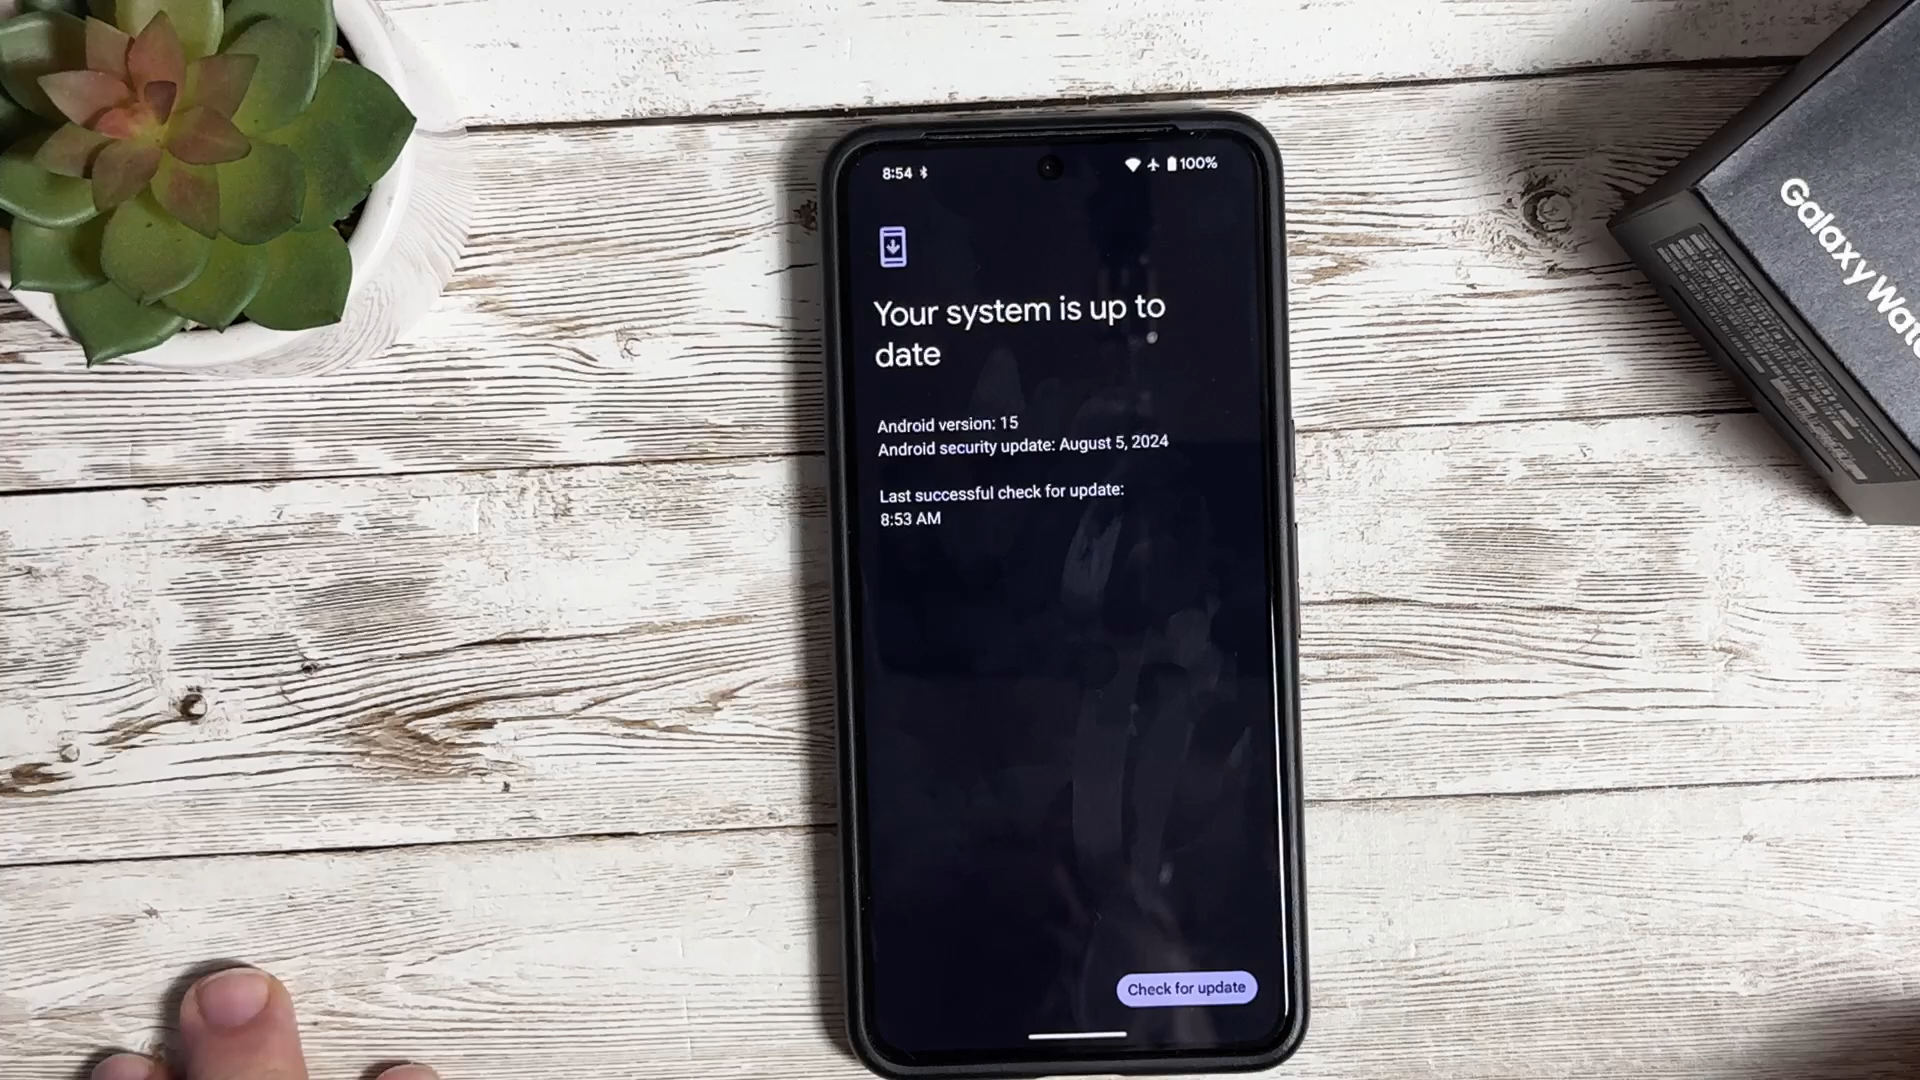 8:54
100%
Your system is up to
date
Android version: 15
Android security update: August 5, 2024
Last successful check for update:
8:53 AM
Check for update
Galaxy Watch